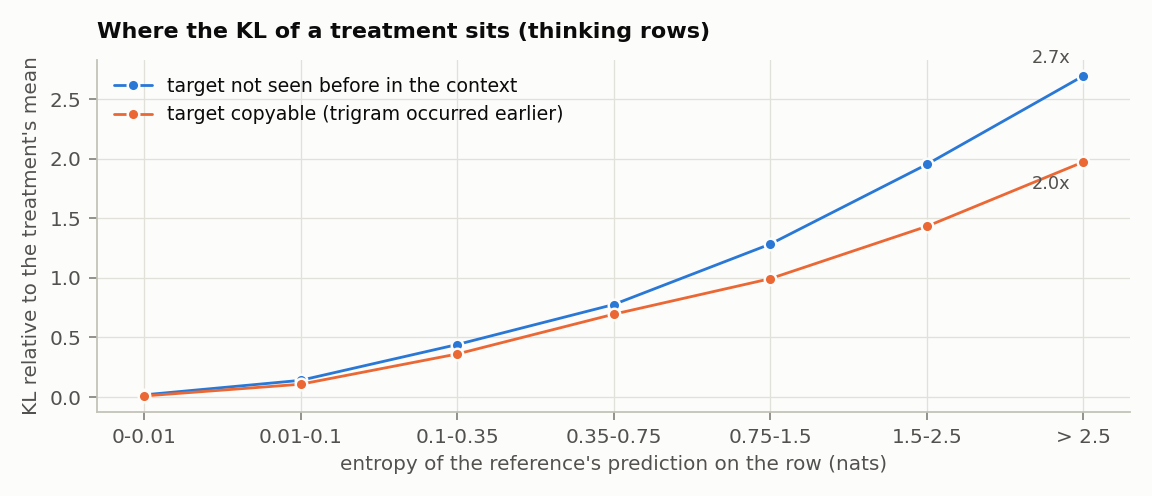 Where the KL of a treatment sits (thinking rows)
KL relative to the treatment's mean
target not seen before in the context
target copyable (trigram occurred earlier)
2.7x
2.0x
2.5
2.0
1.5
1.0
0.5
0.0
0-0.01
0.01-0.1
0.1-0.35
0.35-0.75
0.75-1.5
1.5-2.5
> 2.5
entropy of the reference's prediction on the row (nats)